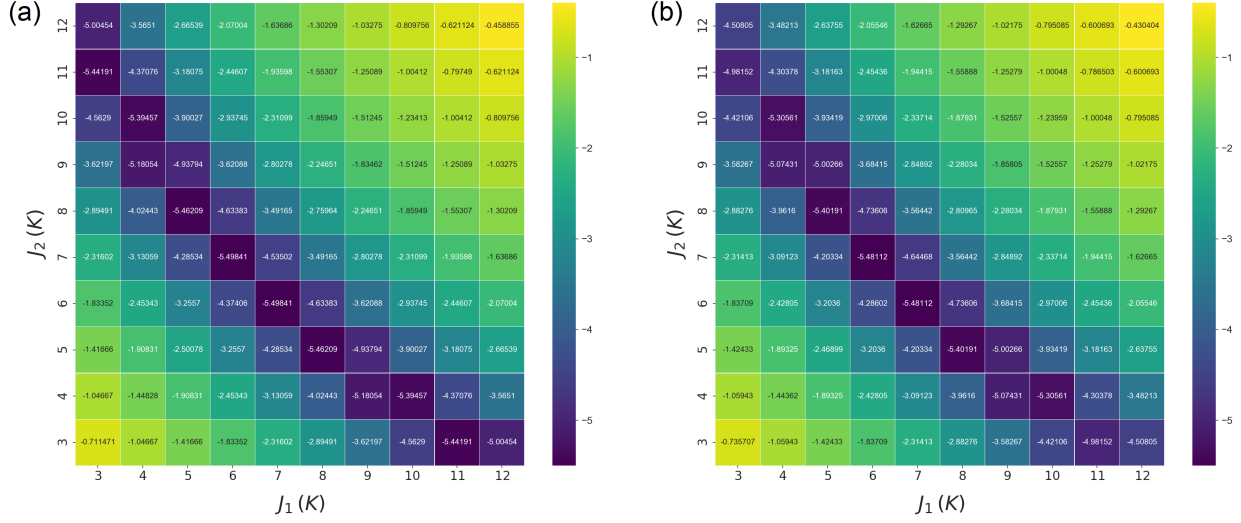 (a)
12 -5.00454 -3.5651 -2.66539 -2.07004 -1.63686 -1.30209 -1.03275 -0.809756 -0.621124 -0.458855
11 -5.44191 -4.37076 -3.18075 -2.44607 -1.93598 -1.55307 -1.25089 -1.00412 -0.79749 -0.621124
10 -4.5629 -5.39457 -3.90027 -2.93745 -2.31099 -1.85949 -1.51245 -1.23413 -1.00412 -0.809756
9 -3.62197 -5.18054 -4.93794 -3.62088 -2.80278 -2.24651 -1.83462 -1.51245 -1.25089 -1.03275
8 -2.89491 -4.02443 -5.46209 -4.63383 -3.49165 -2.75964 -2.24651 -1.85949 -1.55307 -1.30209
7 -2.31602 -3.13059 -4.28534 -5.49841 -4.53502 -3.49165 -2.80278 -2.31099 -1.93598 -1.63686
6 -1.83352 -2.45343 -3.2557 -4.37406 -5.49841 -4.63383 -3.62088 -2.93745 -2.44607 -2.07004
5 -1.41666 -1.90831 -2.50078 -3.2557 -4.28534 -5.46209 -4.93794 -3.90027 -3.18075 -2.66539
4 -1.04667 -1.44828 -1.90831 -2.45343 -3.13059 -4.02443 -5.18054 -5.39457 -4.37076 -3.5651
3 -0.711471 -1.04667 -1.41666 -1.83352 -2.31602 -2.89491 -3.62197 -4.5629 -5.44191 -5.00454
3 4 5 6 7 8 9 10 11 12
J₁ (K)
J₂ (K)
−1
−2
−3
−4
−5
(b)
12 -4.50805 -3.48213 -2.63755 -2.05546 -1.62665 -1.29267 -1.02175 -0.795085 -0.600693 -0.430404
11 -4.98152 -4.30378 -3.18163 -2.45436 -1.94415 -1.55888 -1.25279 -1.00048 -0.786503 -0.600693
10 -4.42106 -5.30561 -3.93419 -2.97006 -2.33714 -1.87931 -1.52557 -1.23959 -1.00048 -0.795085
9 -3.58267 -5.07431 -5.00266 -3.68415 -2.84892 -2.28034 -1.85805 -1.52557 -1.25279 -1.02175
8 -2.88276 -3.9616 -5.40191 -4.73606 -3.56442 -2.80965 -2.28034 -1.87931 -1.55888 -1.29267
7 -2.31413 -3.09123 -4.20334 -5.48112 -4.64468 -3.56442 -2.84892 -2.33714 -1.94415 -1.62665
6 -1.83709 -2.42805 -3.2036 -4.28602 -5.48112 -4.73606 -3.68415 -2.97006 -2.45436 -2.05546
5 -1.42433 -1.89325 -2.46899 -3.2036 -4.20334 -5.40191 -5.00266 -3.93419 -3.18163 -2.63755
4 -1.05943 -1.44362 -1.89325 -2.42805 -3.09123 -3.9616 -5.07431 -5.30561 -4.30378 -3.48213
3 -0.735707 -1.05943 -1.42433 -1.83709 -2.31413 -2.88276 -3.58267 -4.42106 -4.98152 -4.50805
3 4 5 6 7 8 9 10 11 12
J₁ (K)
J₂ (K)
−1
−2
−3
−4
−5